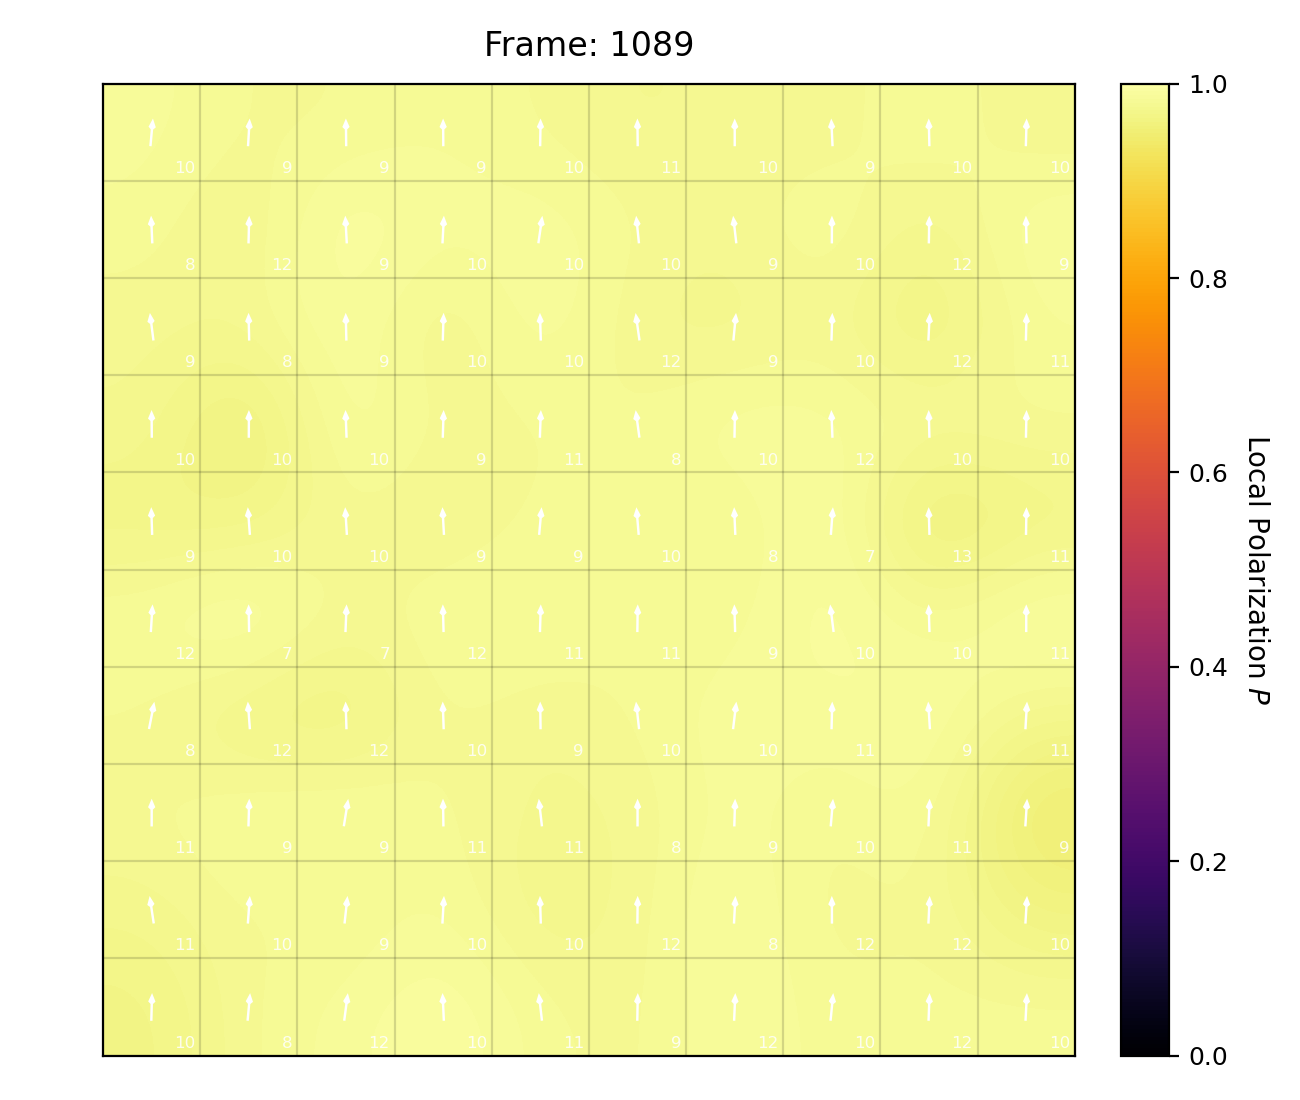 Frame: 1089
10 9 9 9 10 11 10 9 10 10
8 12 9 10 10 10 9 10 12 9
9 8 9 10 10 12 9 10 12 11
10 10 10 9 11 8 10 12 10 10
9 10 10 9 9 10 8 7 13 11
12 7 7 12 11 11 9 10 10 11
8 12 12 10 9 10 10 11 9 11
11 9 9 11 11 8 9 10 11 9
11 10 9 10 10 12 8 12 12 10
10 8 12 10 11 9 12 10 12 10
1.0
0.8
0.6
0.4
0.2
0.0
Local Polarization P